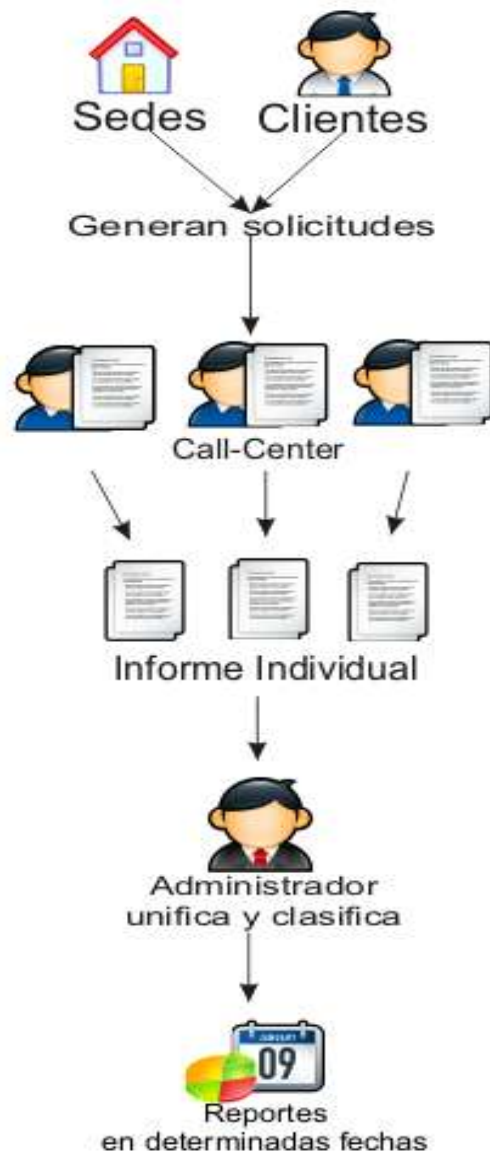 Sedes Clientes
Generan solicitudes
Call-Center
Informe Individual
Administrador
unifica y clasifica
09
Reportes
en determinadas fechas